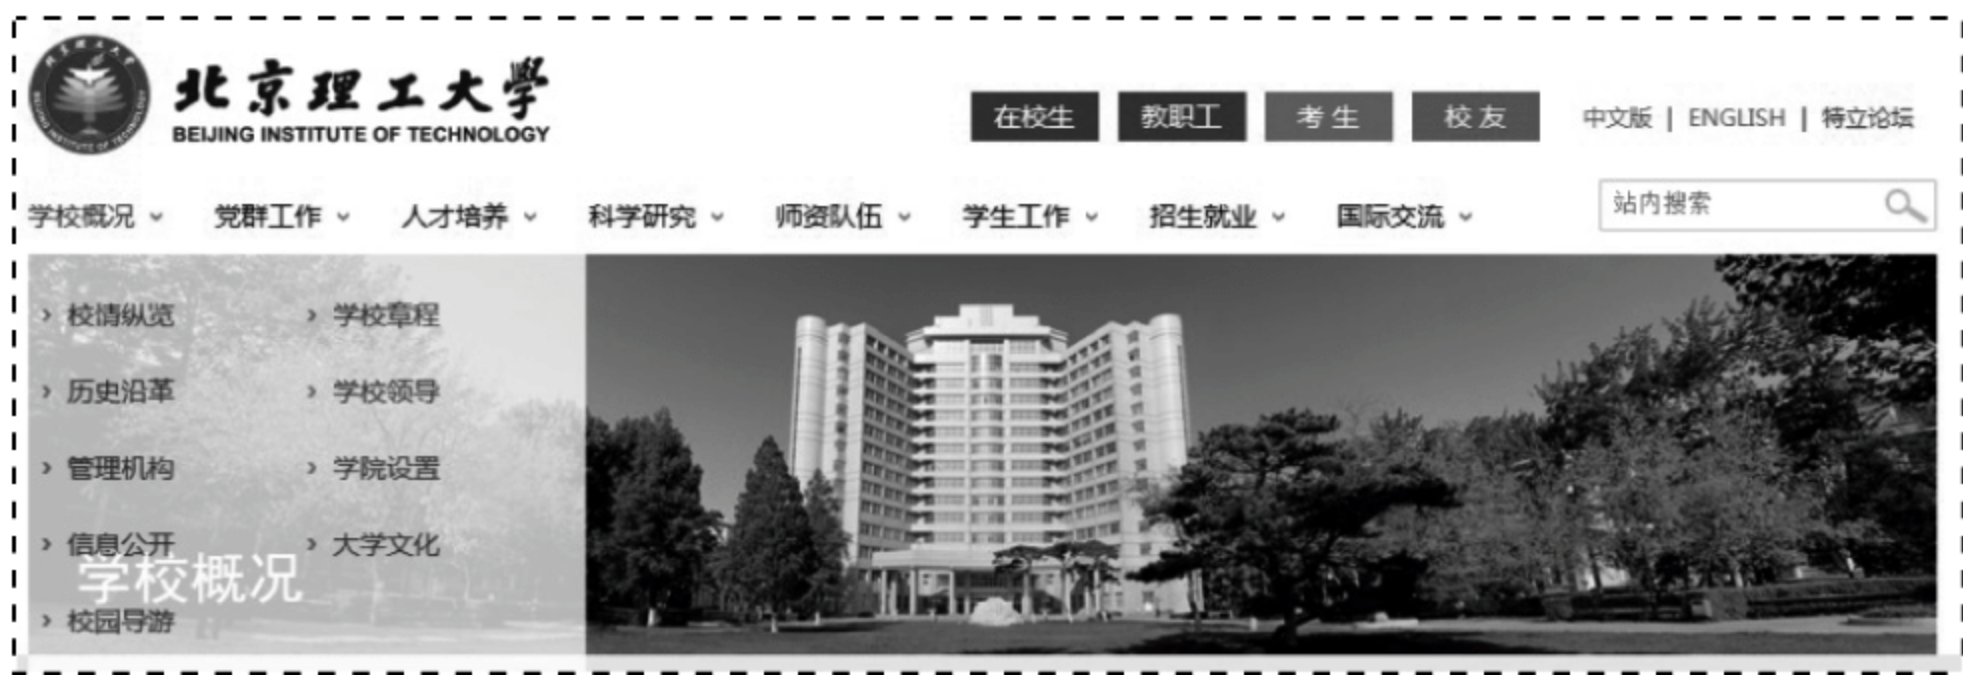 北京理工大学
BEIJING INSTITUTE OF TECHNOLOGY
在校生 教职工 考生 校友 中文版 | ENGLISH | 特立论坛
学校概况 党群工作 人才培养 科学研究 师资队伍 学生工作 招生就业 国际交流 站内搜索
› 校情纵览 › 学校章程
› 历史沿革 › 学校领导
› 管理机构 › 学院设置
› 信息公开 › 大学文化
学校概况
› 校园导游